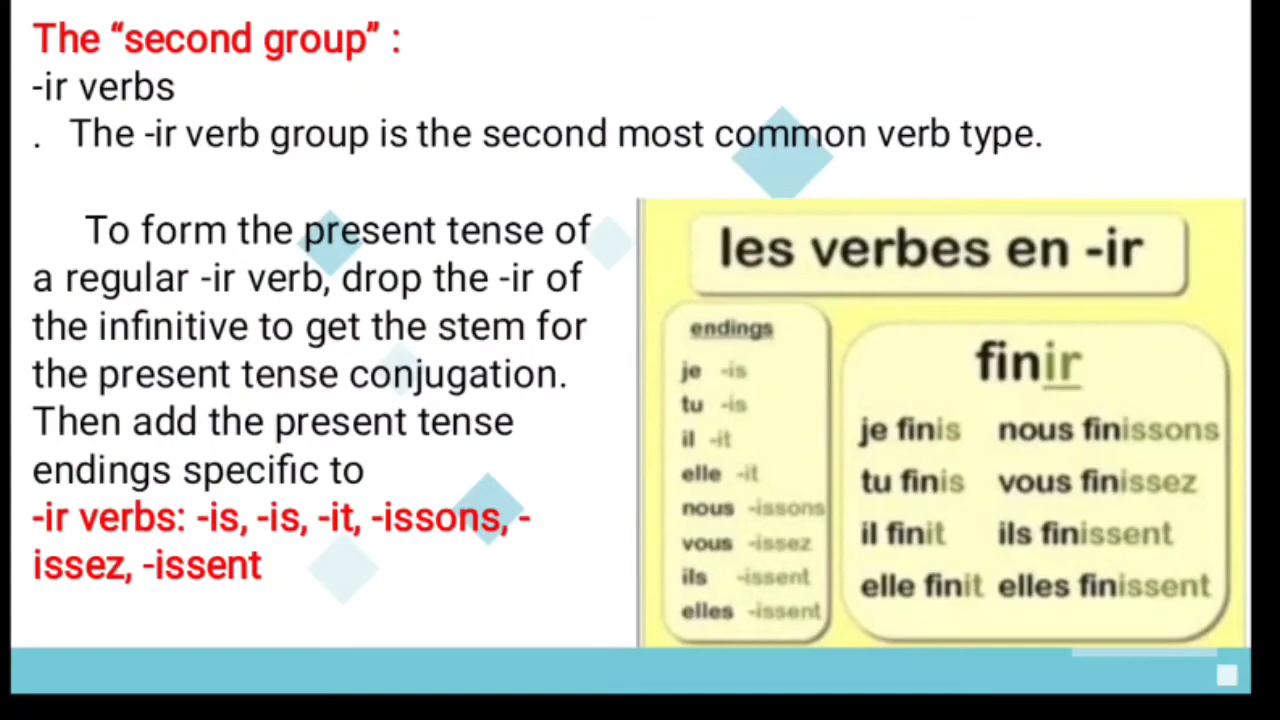 The “second group” :
-ir verbs
. The -ir verb group is the second most common verb type.
To form the present tense of
a regular -ir verb, drop the -ir of
the infinitive to get the stem for
the present tense conjugation.
Then add the present tense
endings specific to
-ir verbs: -is, -is, -it, -issons, -
issez, -issent
les verbes en -ir
endings
je -is
tu -is
il -it
elle -it
nous -issons
vous -issez
ils -issent
elles -issent
finir
je finis nous finissons
tu finis vous finissez
il finit ils finissent
elle finit elles finissent